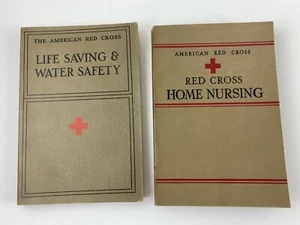 THE AMERICAN RED CROSS
LIFE SAVING &
WATER SAFETY
AMERICAN RED CROSS
RED CROSS
HOME NURSING